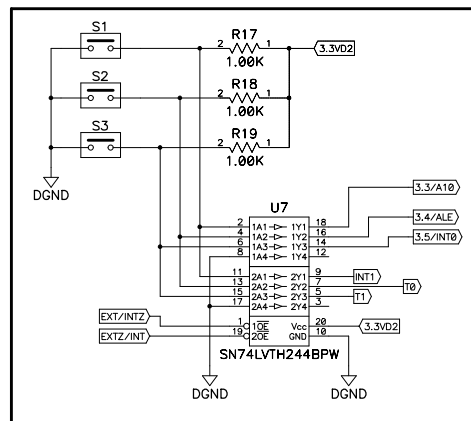 S1
R17
2 1
3.3VD2
1.00K
S2
R18
2 1
1.00K
S3
R19
2 1
1.00K
DGND
U7
2 1A1 1Y1 18 3.3/A10
4 1A2 1Y2 16 3.4/ALE
6 1A3 1Y3 14 3.5/INT0
8 1A4 1Y4 12
11 2A1 2Y1 9 INT1
13 2A2 2Y2 7 T0
15 2A3 2Y3 5 T1
17 2A4 2Y4 3
EXT/INTZ 1 1OE Vcc 20 3.3VD2
EXTZ/INT 19 2OE GND 10
SN74LVTH244BPW
DGND DGND